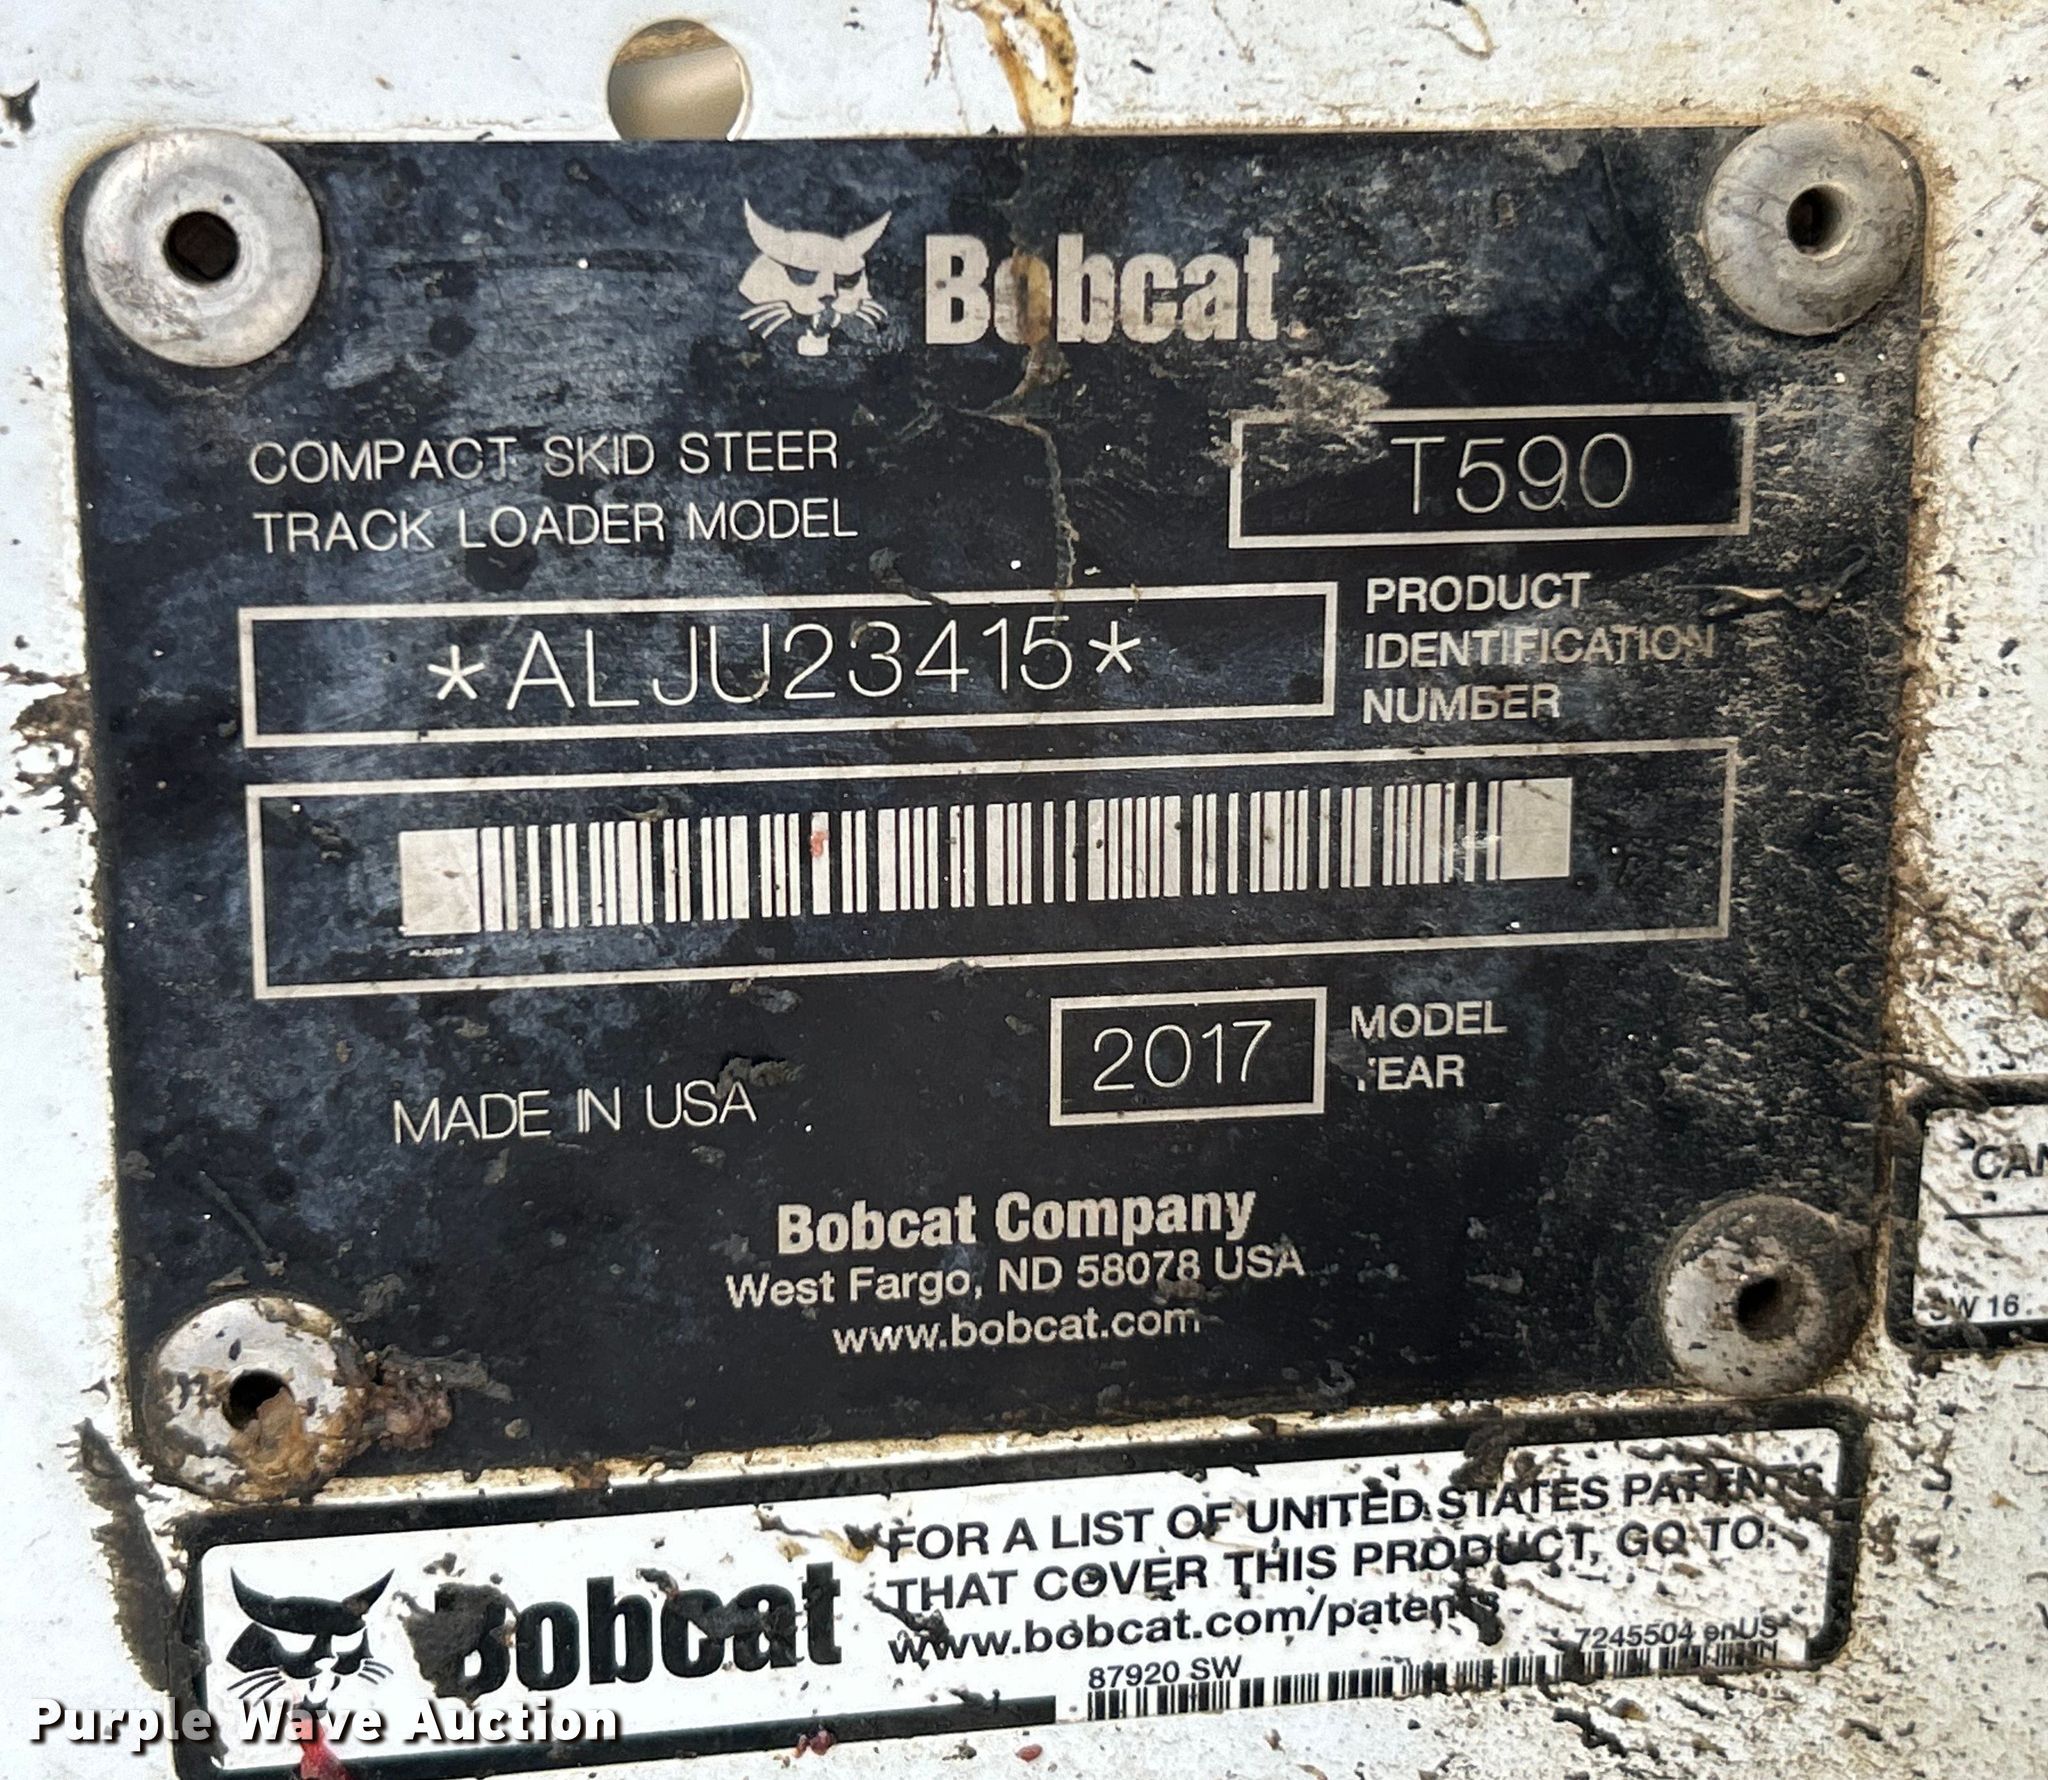 Bobcat
COMPACT SKID STEER
TRACK LOADER MODEL
T590
*ALJU23415*
PRODUCT
IDENTIFICATION
NUMBER
2017
MODEL
YEAR
MADE IN USA
Bobcat Company
West Fargo, ND 58078 USA
www.bobcat.com
SW 16
Bobcat
FOR A LIST OF UNITED STATES PATENTS
THAT COVER THIS PRODUCT, GO TO:
www.bobcat.com/patents
7245504 enUS
87920 SW
Purple Wave Auction